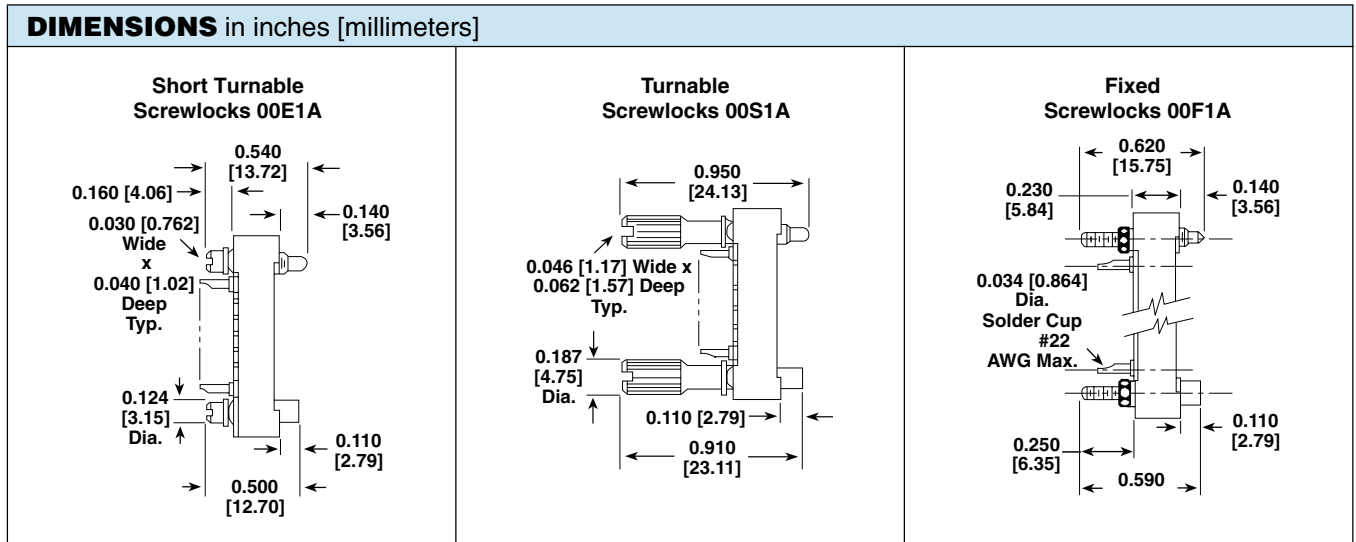 DIMENSIONS in inches [millimeters]
Short Turnable
Screwlocks 00E1A
0.540
[13.72]
0.160 [4.06]
0.140
[3.56]
0.030 [0.762]
Wide
x
0.040 [1.02]
Deep
Typ.
0.124
[3.15]
Dia.
0.110
[2.79]
0.500
[12.70]
Turnable
Screwlocks 00S1A
0.950
[24.13]
0.046 [1.17] Wide x
0.062 [1.57] Deep
Typ.
0.187
[4.75]
Dia.
0.110 [2.79]
0.910
[23.11]
Fixed
Screwlocks 00F1A
0.620
[15.75]
0.230
[5.84]
0.140
[3.56]
0.034 [0.864]
Dia.
Solder Cup
#22
AWG Max.
0.110
[2.79]
0.250
[6.35]
0.590